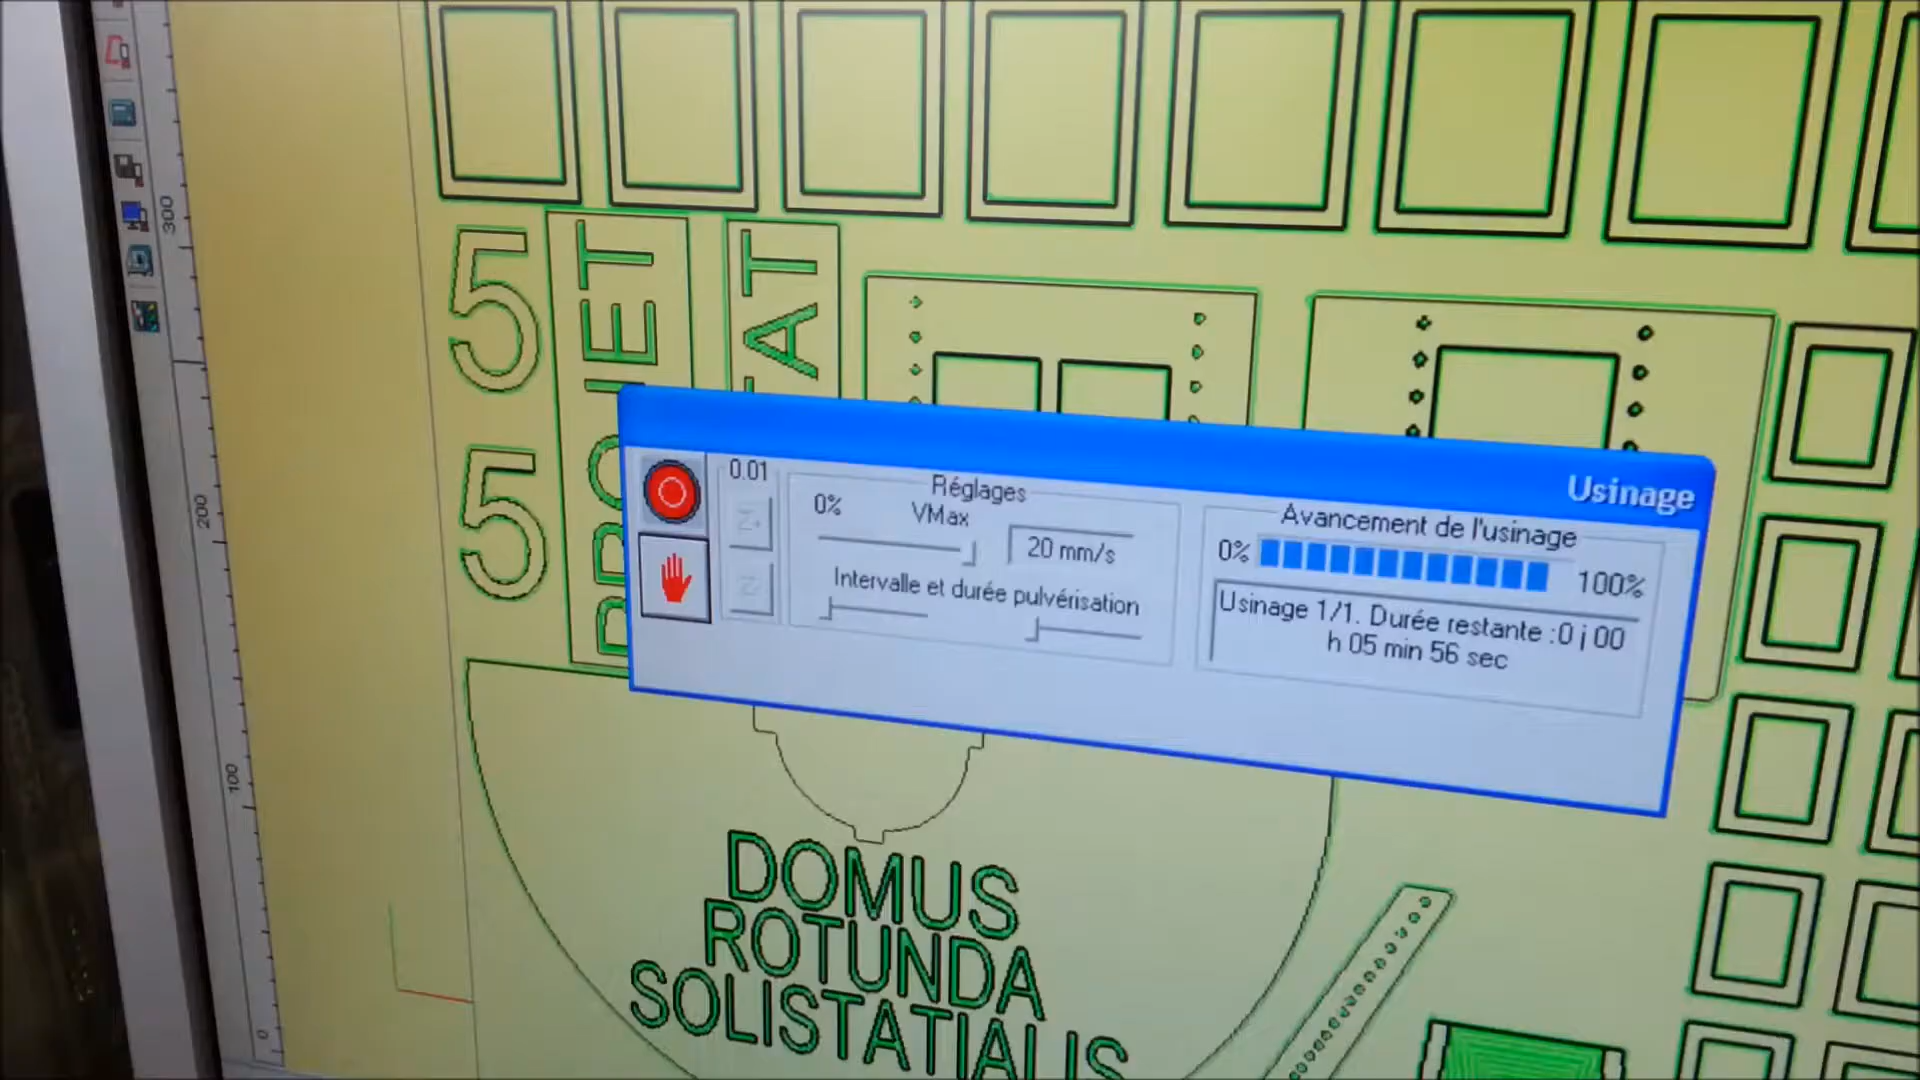 300
200
100
0
5
5
PROJET
AT
Usinage
0.01
Z+
Z-
Réglages
0% VMax
20 mm/s
Intervalle et durée pulvérisation
Avancement de l'usinage
0% 100%
Usinage 1/1. Durée restante :0 j 00
h 05 min 56 sec
DOMUS
ROTUNDA
SOLISTATIALIS